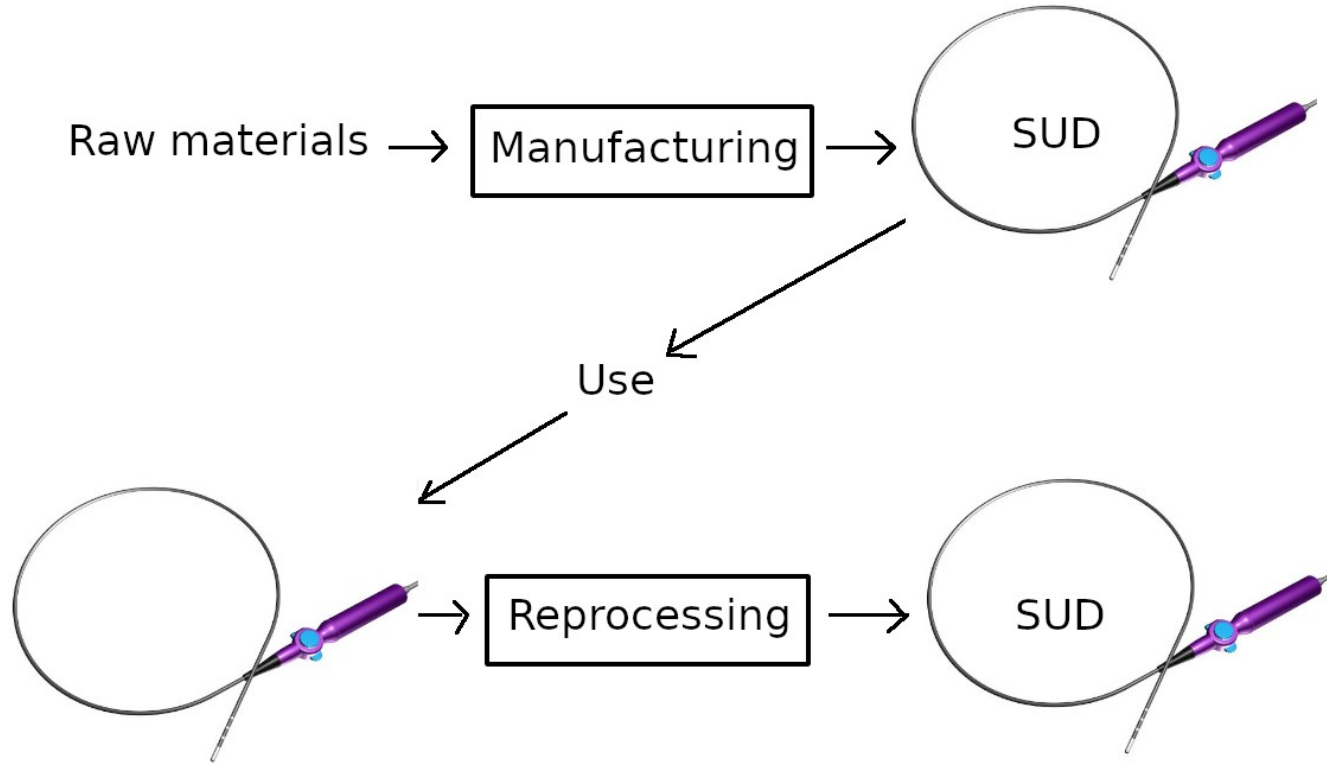 Raw materials
Manufacturing
SUD
Use
Reprocessing
SUD